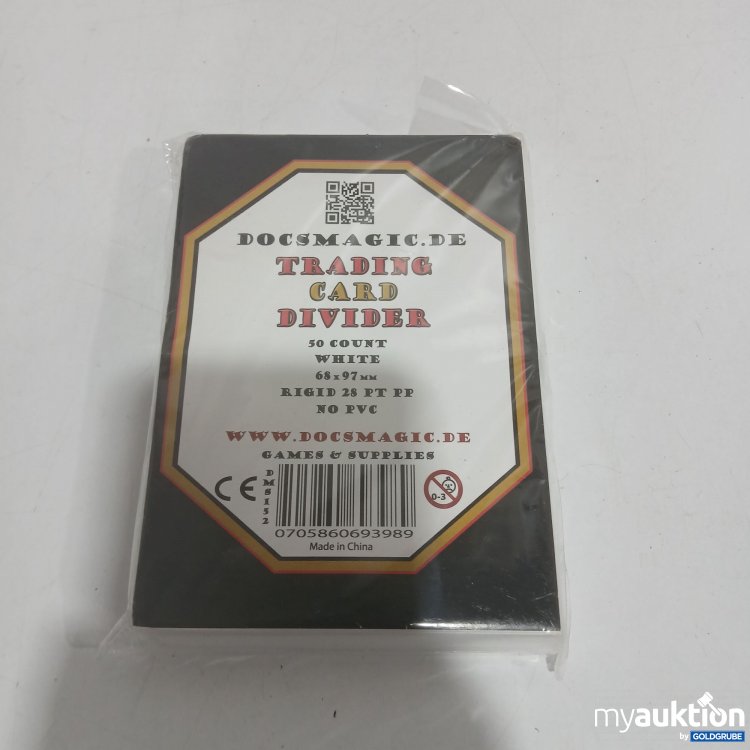 DOCSMAGIC.DE
TRADING
CARD
DIVIDER
50 COUNT
WHITE
68 x 97 MM
RIGID 28 PT PP
NO PVC
WWW.DOCSMAGIC.DE
GAMES & SUPPLIES
CE
DMS152
0-3
0705860693989
Made in China
myauktion
by GOLDGRUBE